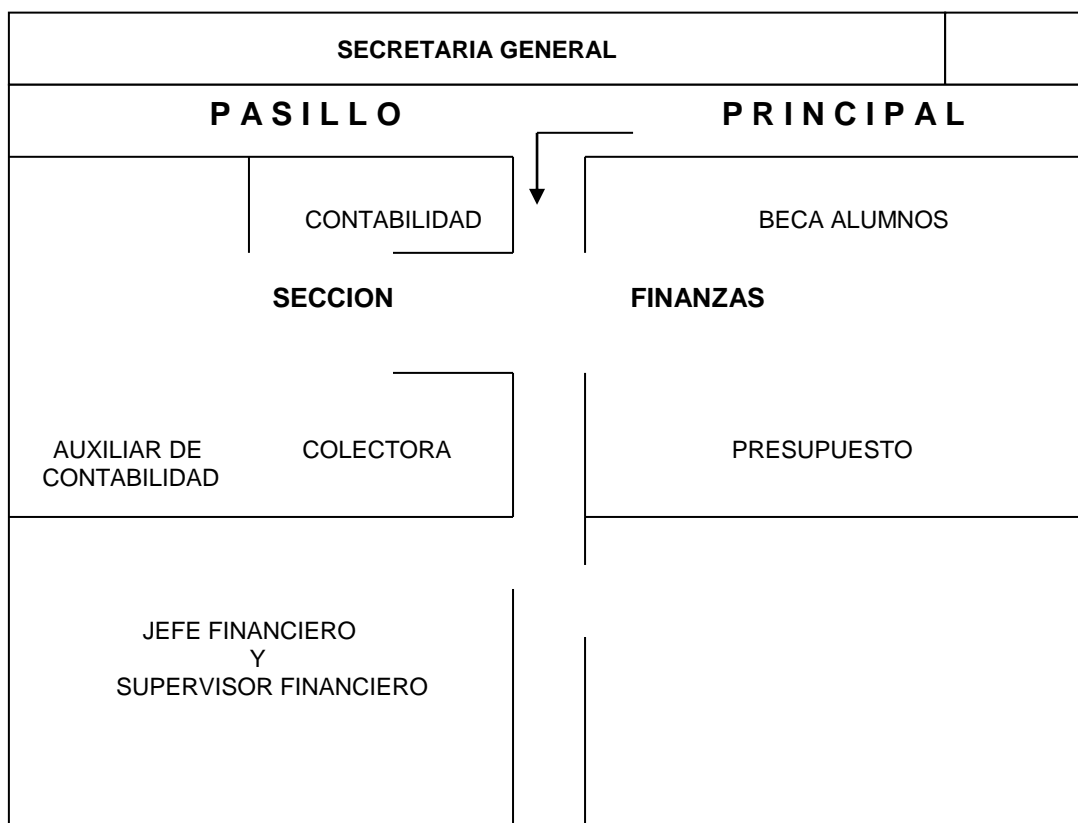 SECRETARIA GENERAL
P A S I L L O P R I N C I P A L
CONTABILIDAD BECA ALUMNOS
SECCION FINANZAS
AUXILIAR DE CONTABILIDAD
COLECTORA
PRESUPUESTO
JEFE FINANCIERO
Y
SUPERVISOR FINANCIERO